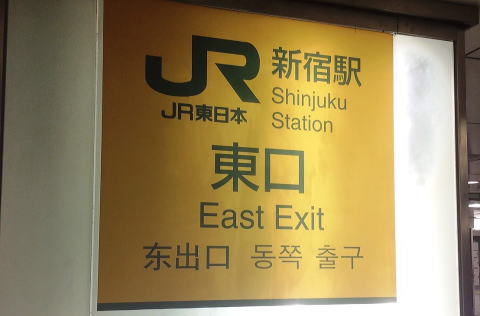 JR 新宿駅
Shinjuku
JR東日本 Station
東口
East Exit
东出口 동쪽 출구